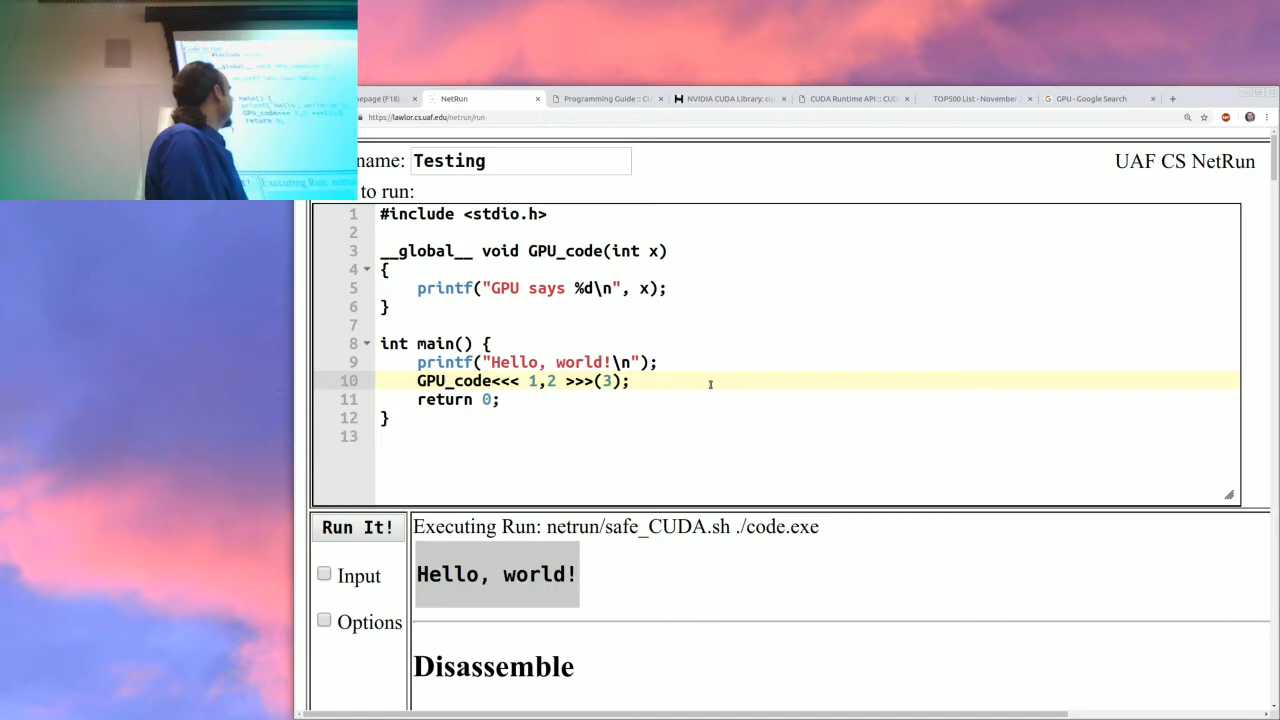 mepage (F18)
NetRun
Programming Guide :: C
NVIDIA CUDA Library: cu
CUDA Runtime API :: CUD
TOP500 List - November
GPU - Google Search
https://lawlor.cs.uaf.edu/netrun/run
name: Testing
UAF CS NetRun
to run:
1 #include <stdio.h>
2
3 __global__ void GPU_code(int x)
4 {
5 printf("GPU says %d\n", x);
6 }
7
8 int main() {
9 printf("Hello, world!\n");
10 GPU_code<<< 1,2 >>>(3);
11 return 0;
12 }
13
Run It!
Executing Run: netrun/safe_CUDA.sh ./code.exe
Hello, world!
Input
Options
Disassemble